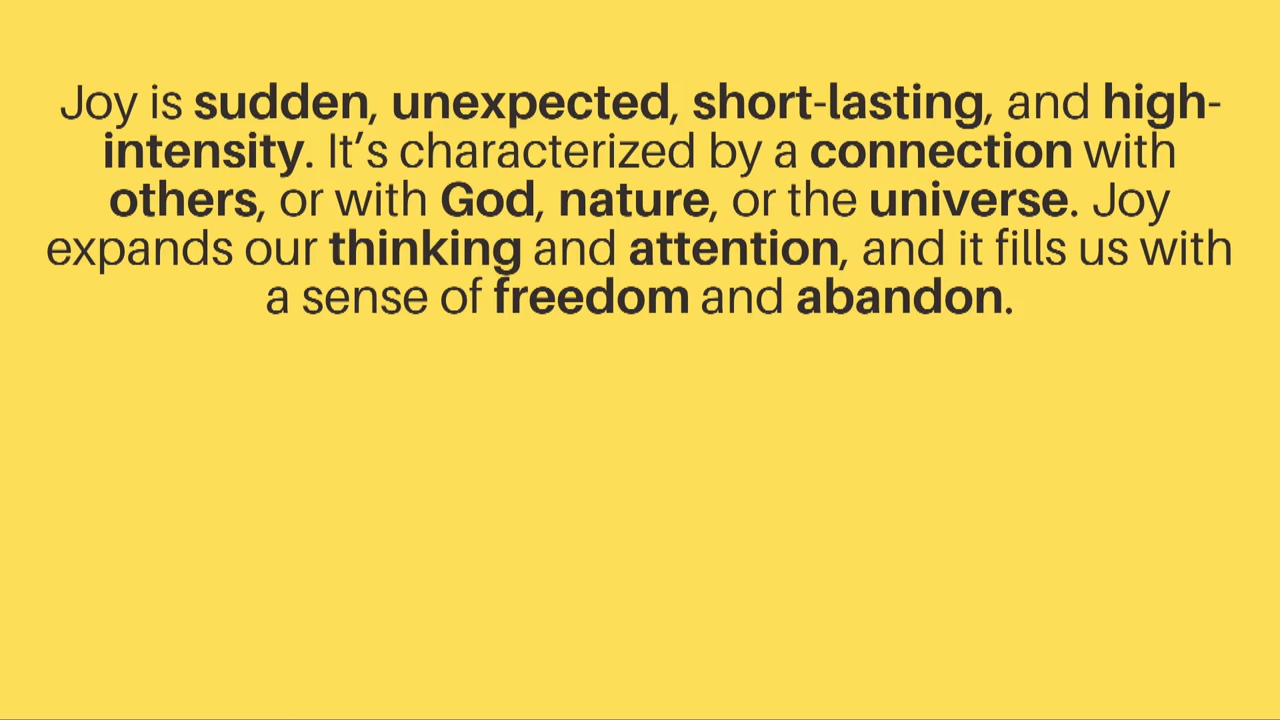 Joy is sudden, unexpected, short-lasting, and high-
intensity. It’s characterized by a connection with
others, or with God, nature, or the universe. Joy
expands our thinking and attention, and it fills us with
a sense of freedom and abandon.